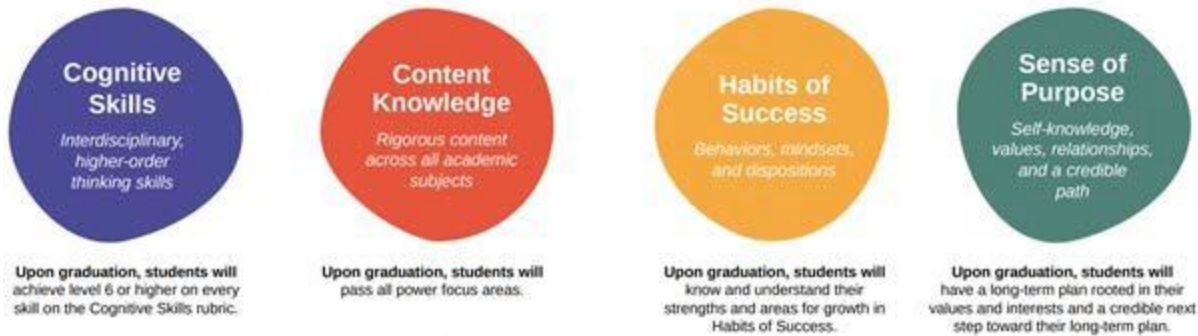 Cognitive
Skills
Interdisciplinary,
higher-order
thinking skills
Upon graduation, students will
achieve level 6 or higher on every
skill on the Cognitive Skills rubric.
Content
Knowledge
Rigorous content
across all academic
subjects
Upon graduation, students will
pass all power focus areas.
Habits of
Success
Behaviors, mindsets,
and dispositions
Upon graduation, students will
know and understand their
strengths and areas for growth in
Habits of Success.
Sense of
Purpose
Self-knowledge,
values, relationships,
and a credible
path
Upon graduation, students will
have a long-term plan rooted in their
values and interests and a credible next
step toward their long-term plan.